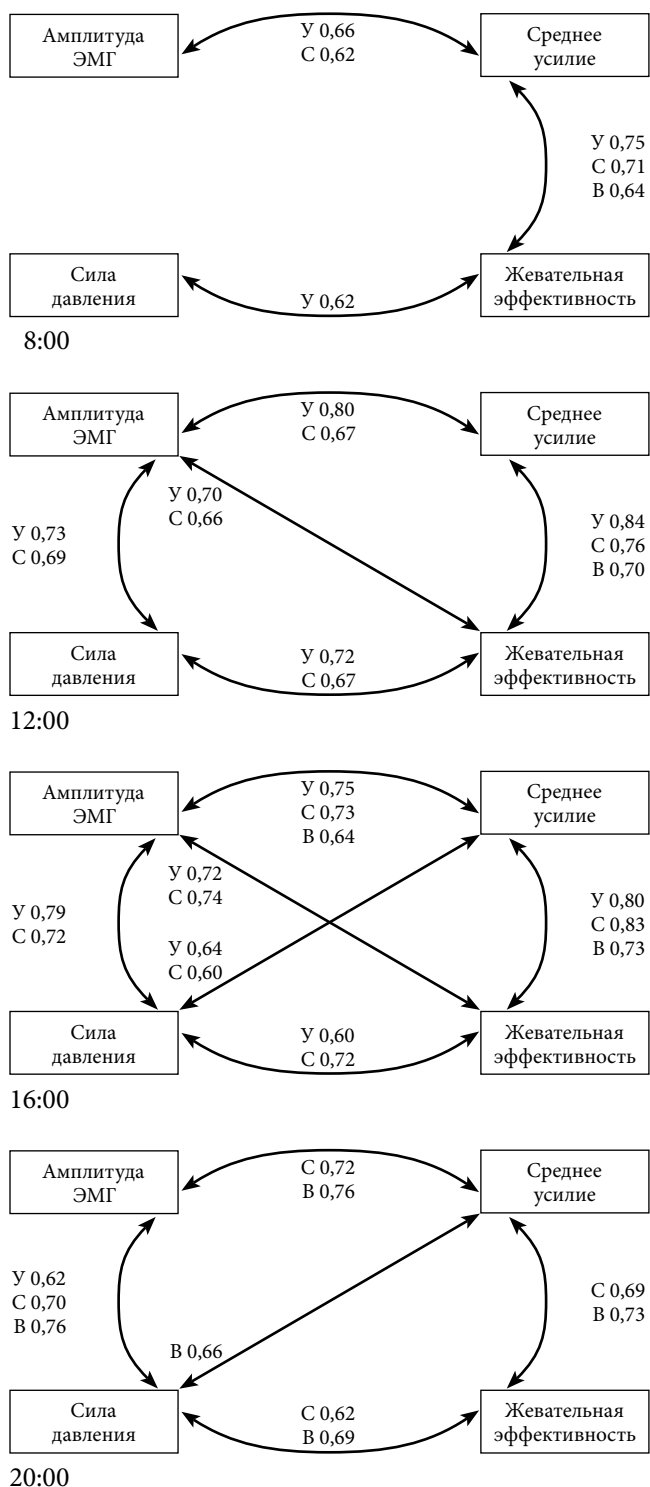 Амплитуда
ЭМГ
У 0,66
С 0,62
Среднее
усилие
У 0,75
С 0,71
В 0,64
Сила
давления
У 0,62
Жевательная
эффективность
8:00
Амплитуда
ЭМГ
У 0,80
С 0,67
Среднее
усилие
У 0,70
С 0,66
У 0,73
С 0,69
У 0,84
С 0,76
В 0,70
Сила
давления
У 0,72
С 0,67
Жевательная
эффективность
12:00
Амплитуда
ЭМГ
У 0,75
С 0,73
В 0,64
Среднее
усилие
У 0,72
С 0,74
У 0,79
С 0,72
У 0,64
С 0,60
У 0,80
С 0,83
В 0,73
Сила
давления
У 0,60
С 0,72
Жевательная
эффективность
16:00
Амплитуда
ЭМГ
С 0,72
В 0,76
Среднее
усилие
У 0,62
С 0,70
В 0,76
С 0,69
В 0,73
В 0,66
Сила
давления
С 0,62
В 0,69
Жевательная
эффективность
20:00